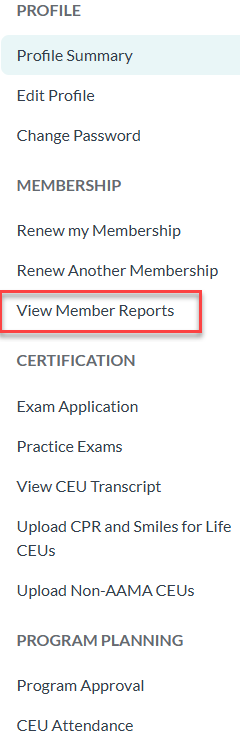 PROFILE
Profile Summary
Edit Profile
Change Password
MEMBERSHIP
Renew my Membership
Renew Another Membership
View Member Reports
CERTIFICATION
Exam Application
Practice Exams
View CEU Transcript
Upload CPR and Smiles for Life
CEUs
Upload Non-AAMA CEUs
PROGRAM PLANNING
Program Approval
CEU Attendance